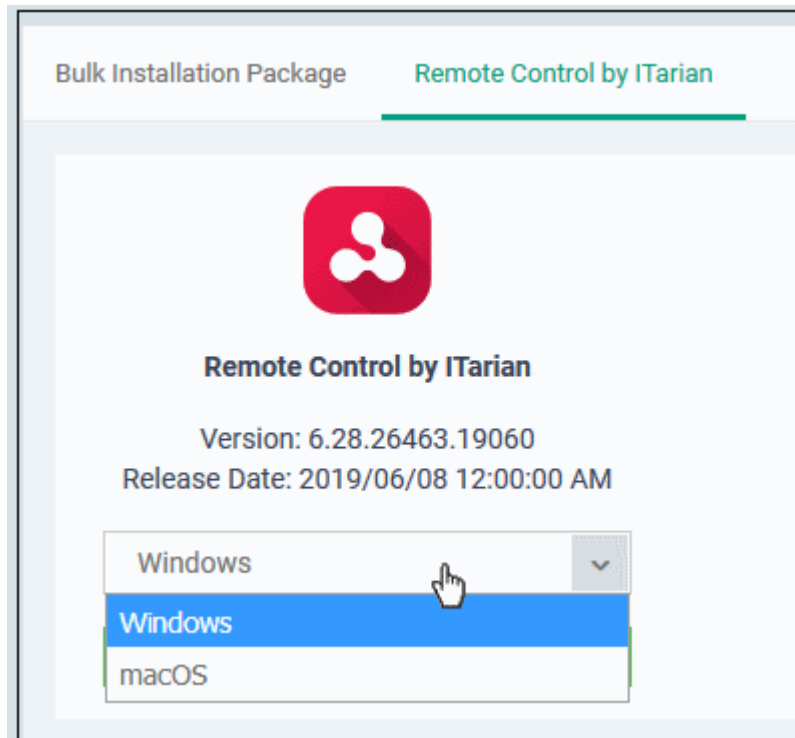 Bulk Installation Package
Remote Control by ITarian
Remote Control by ITarian
Version: 6.28.26463.19060
Release Date: 2019/06/08 12:00:00 AM
Windows
Windows
macOS